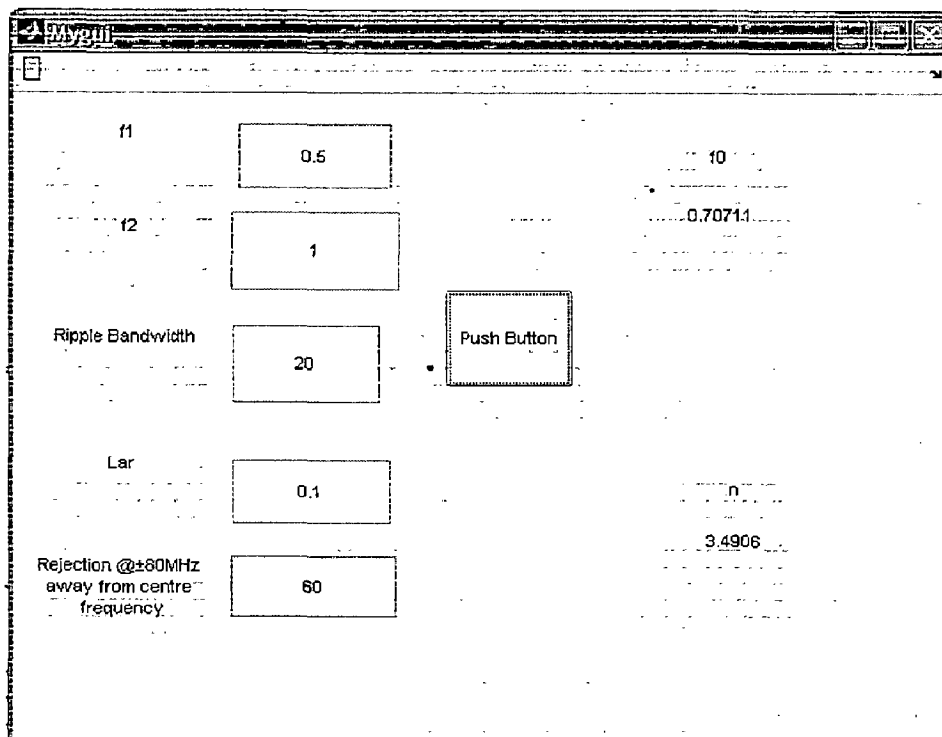 Mygui
f1
0.5
f0
0.70711
f2
1
Ripple Bandwidth
20
Push Button
Lar
0.1
n
3.4906
Rejection @±80MHz
away from centre
frequency
60